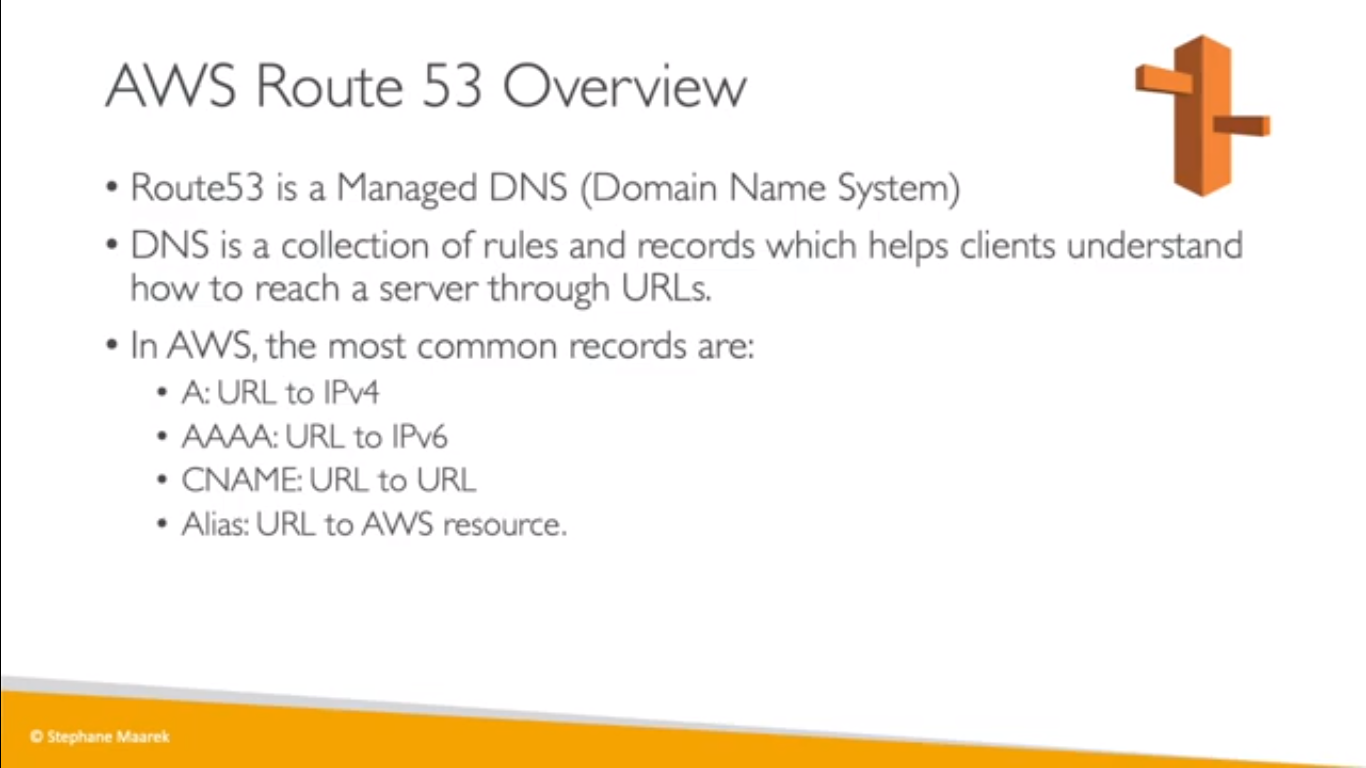 AWS Route 53 Overview
• Route53 is a Managed DNS (Domain Name System)
• DNS is a collection of rules and records which helps clients understand
how to reach a server through URLs.
• In AWS, the most common records are:
• A: URL to IPv4
• AAAA: URL to IPv6
• CNAME: URL to URL
• Alias: URL to AWS resource.
© Stephane Maarek